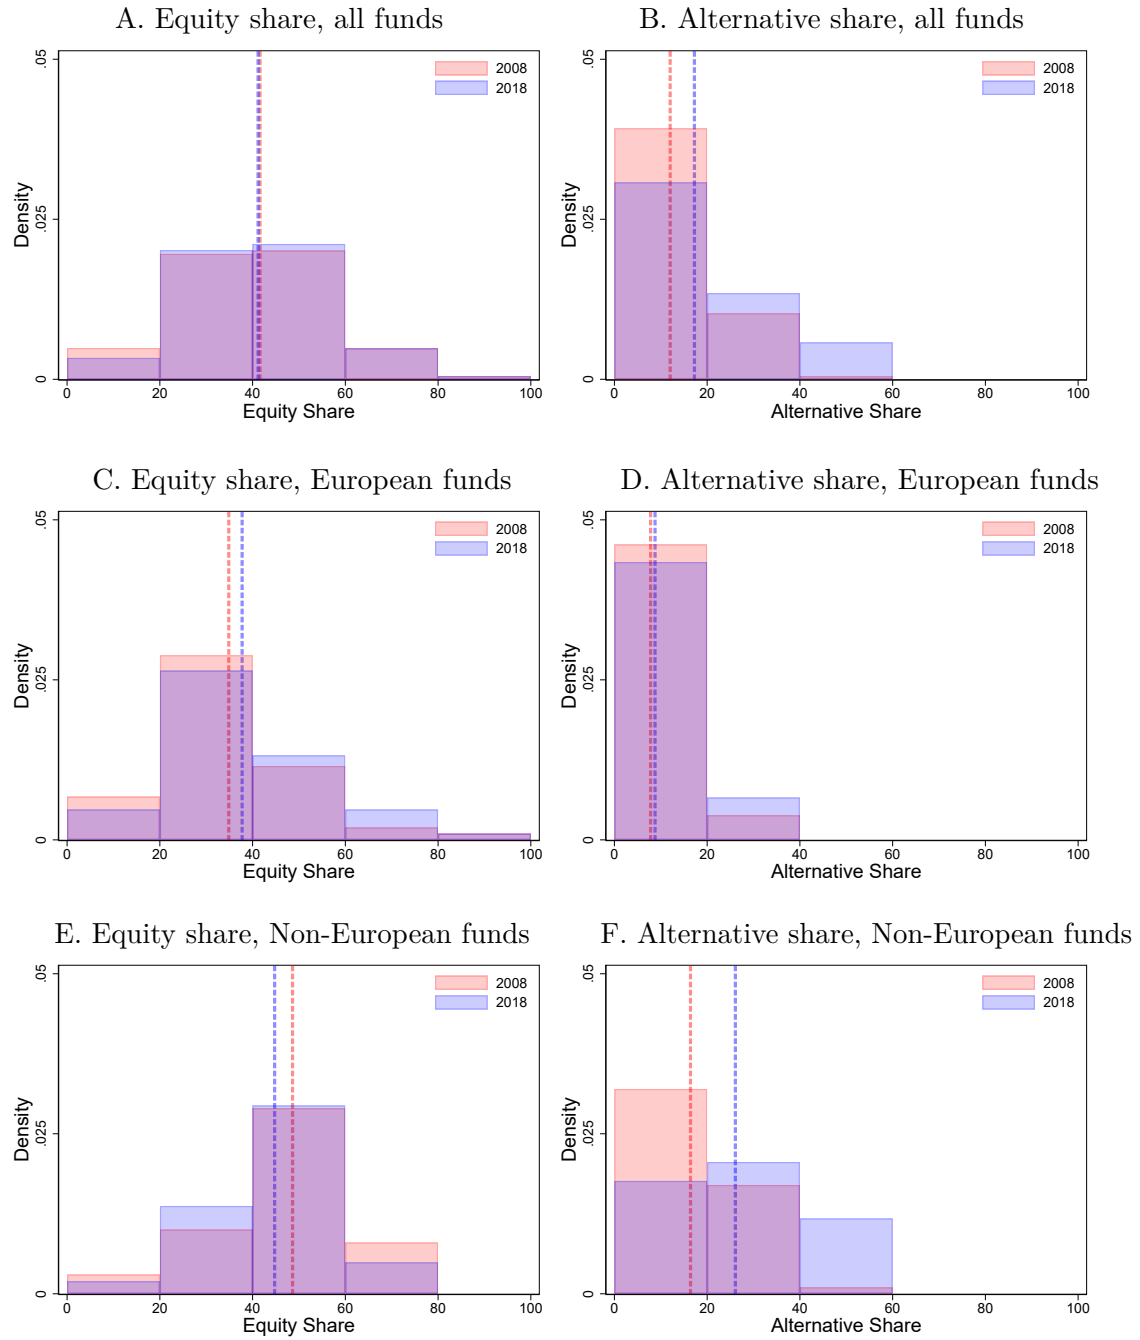 A. Equity share, all funds
.05
.025
0
Density
2008
2018
0 20 40 60 80 100
Equity Share
B. Alternative share, all funds
.05
.025
0
Density
2008
2018
0 20 40 60 80 100
Alternative Share
C. Equity share, European funds
.05
.025
0
Density
2008
2018
0 20 40 60 80 100
Equity Share
D. Alternative share, European funds
.05
.025
0
Density
2008
2018
0 20 40 60 80 100
Alternative Share
E. Equity share, Non-European funds
.05
.025
0
Density
2008
2018
0 20 40 60 80 100
Equity Share
F. Alternative share, Non-European funds
.05
.025
0
Density
2008
2018
0 20 40 60 80 100
Alternative Share